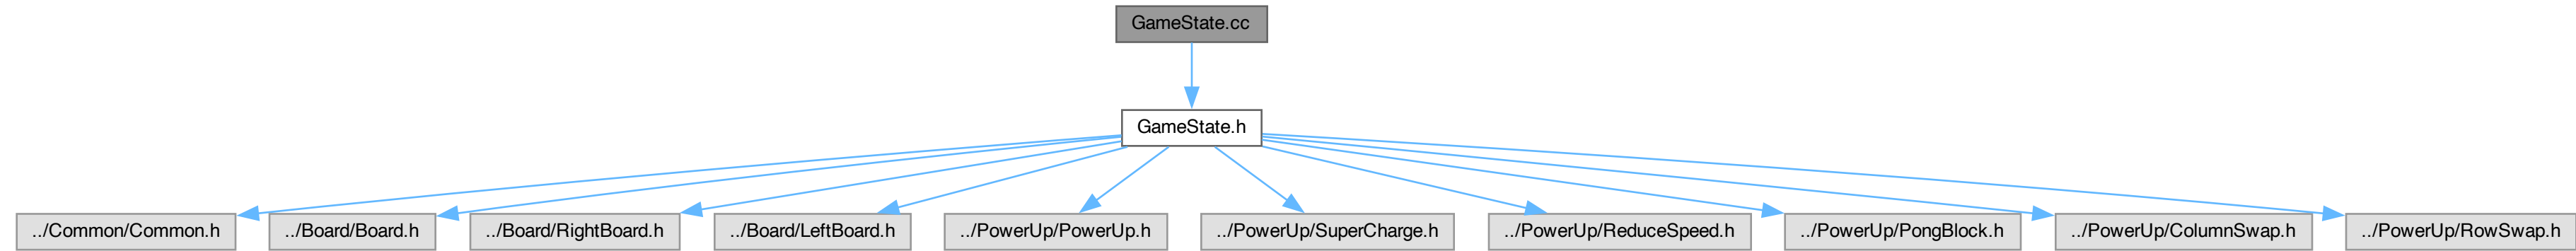 GameState.cc
GameState.h
../Common/Common.h
../Board/Board.h
../Board/RightBoard.h
../Board/LeftBoard.h
../PowerUp/PowerUp.h
../PowerUp/SuperCharge.h
../PowerUp/ReduceSpeed.h
../PowerUp/PongBlock.h
../PowerUp/ColumnSwap.h
../PowerUp/RowSwap.h